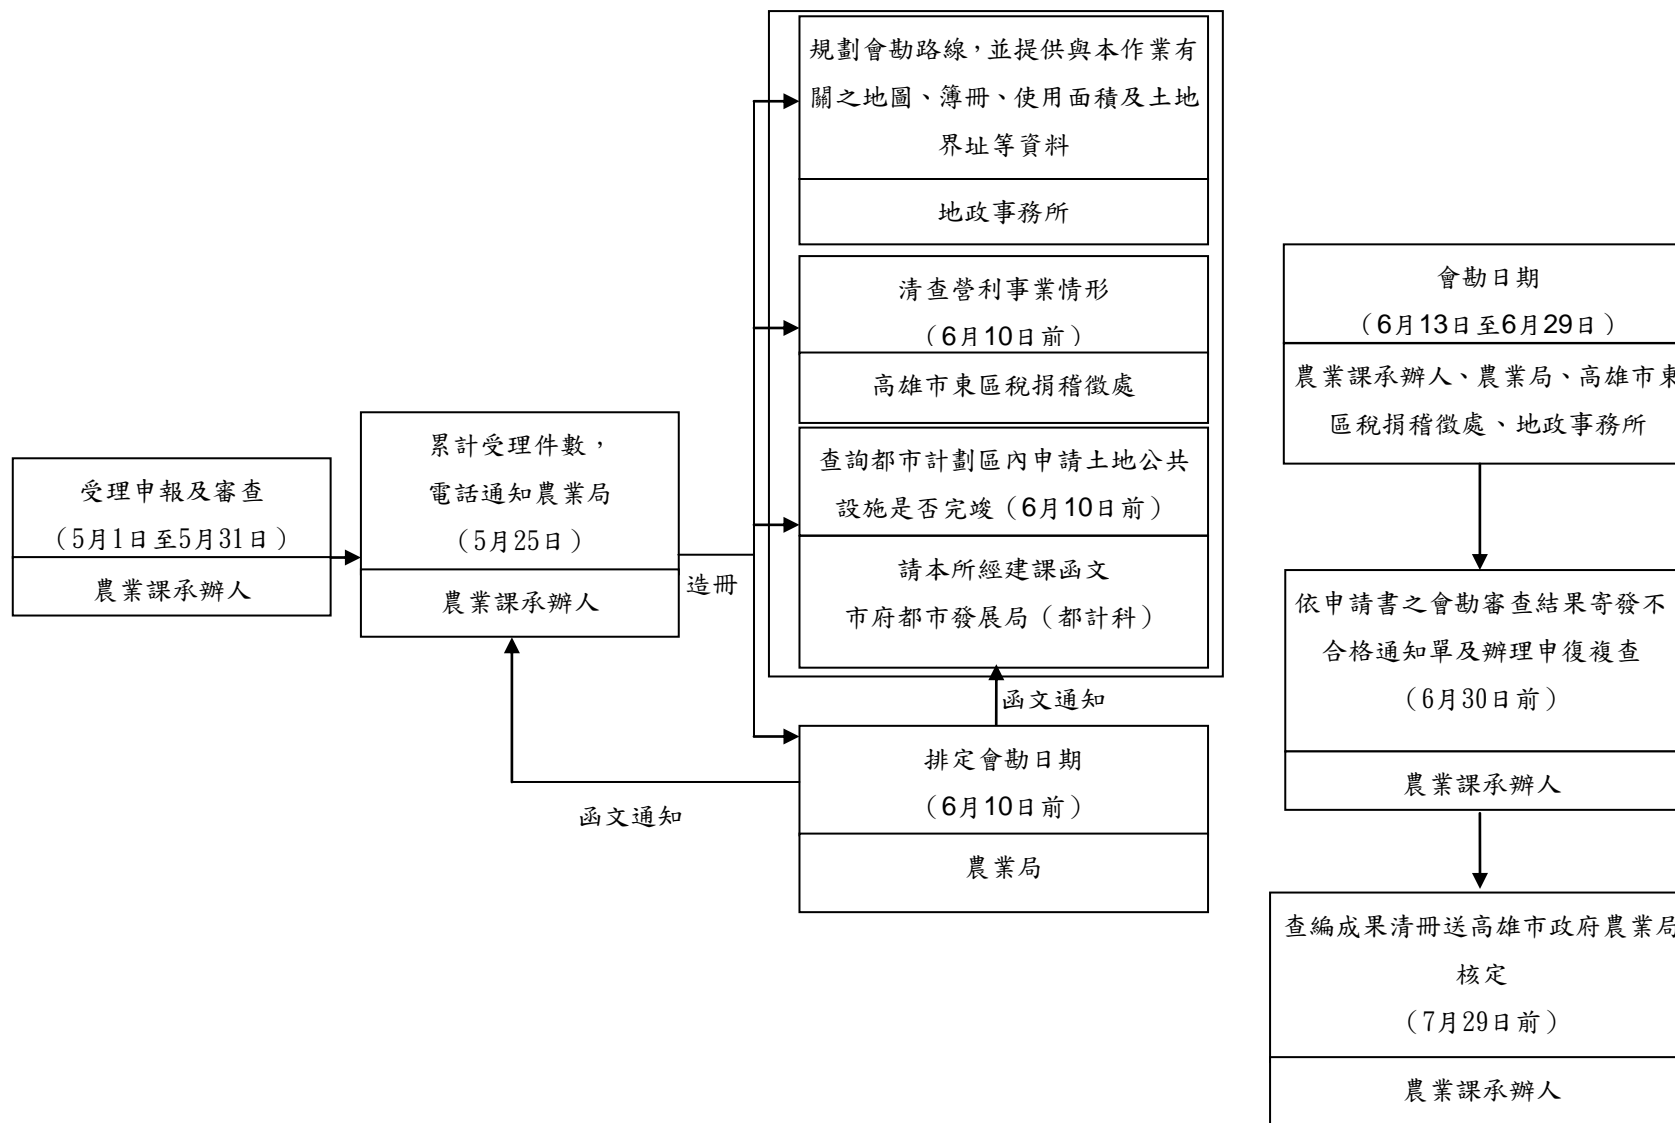 受理申報及審查
（5月1日至5月31日）
農業課承辦人
累計受理件數，
電話通知農業局
（5月25日）
農業課承辦人
造冊
規劃會勘路線，並提供與本作業有
關之地圖、簿冊、使用面積及土地
界址等資料
地政事務所
清查營利事業情形
（6月10日前）
高雄市東區稅捐稽徵處
查詢都市計劃區內申請土地公共
設施是否完竣（6月10日前）
請本所經建課函文
市府都市發展局（都計科）
函文通知
排定會勘日期
（6月10日前）
農業局
函文通知
會勘日期
（6月13日至6月29日）
農業課承辦人、農業局、高雄市東
區稅捐稽徵處、地政事務所
依申請書之會勘審查結果寄發不
合格通知單及辦理申復複查
（6月30日前）
農業課承辦人
查編成果清冊送高雄市政府農業局
核定
（7月29日前）
農業課承辦人